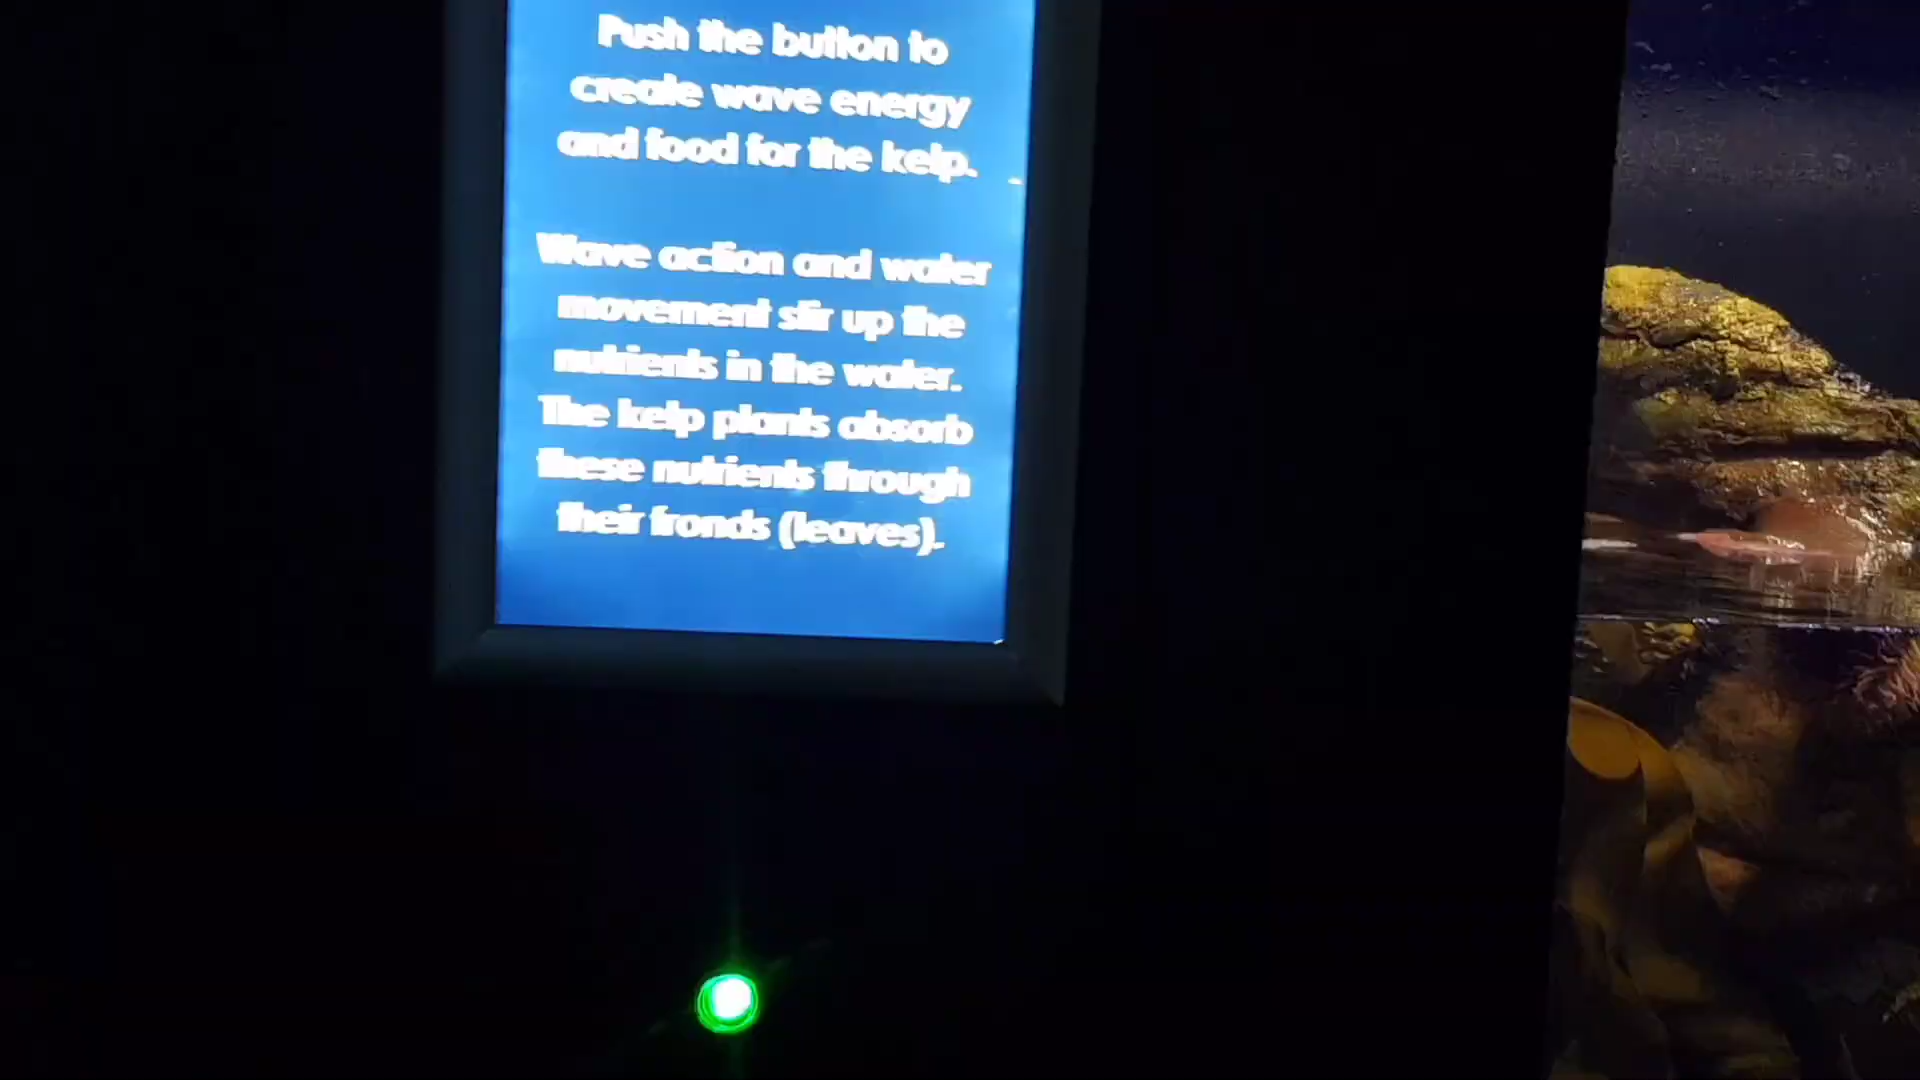 Push the button to
create wave energy
and food for the kelp.
Wave action and water
movement stir up the
nutrients in the water.
The kelp plants absorb
these nutrients through
their fronds (leaves).